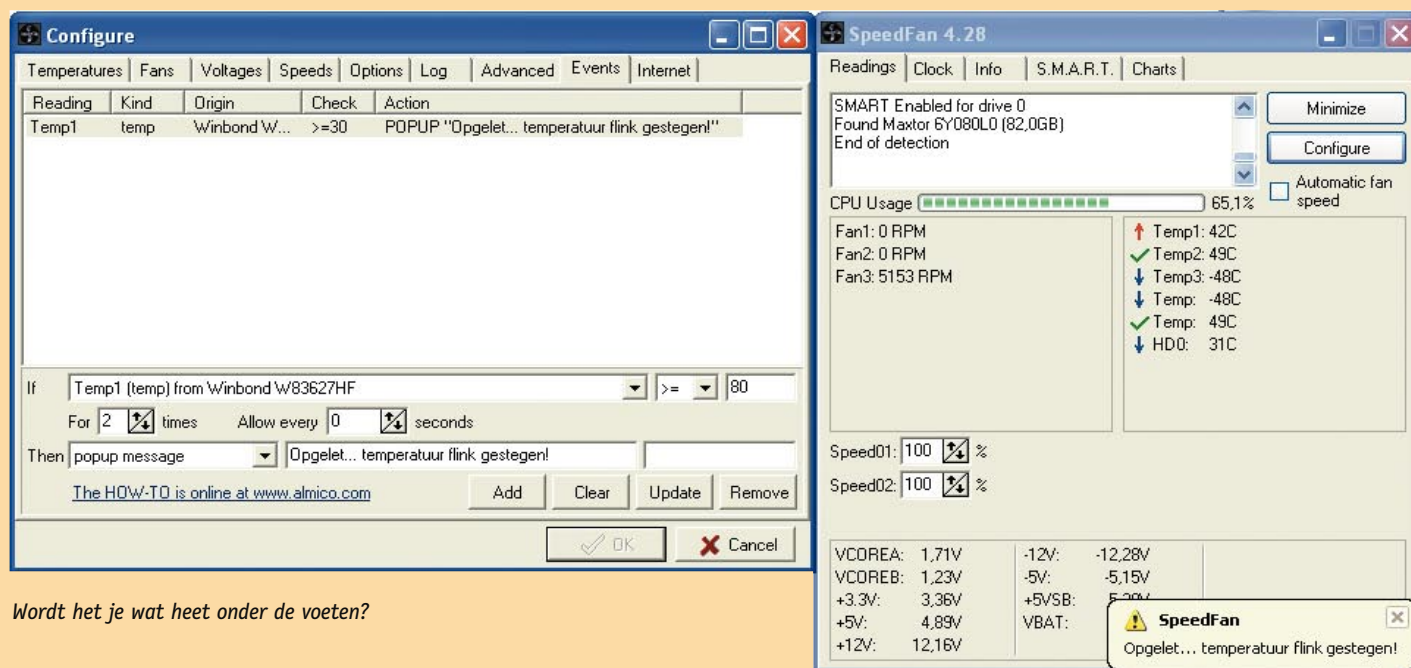 Configure
Temperatures Fans Voltages Speeds Options Log Advanced Events Internet
Reading Kind Origin Check Action
Temp1 temp Winbond W... >=30 POPUP "Opgelet... temperatuur flink gestegen!"
If Temp1 (temp) from Winbond W83627HF >= 80
For 2 times Allow every 0 seconds
Then popup message Opgelet... temperatuur flink gestegen!
The HOW-TO is online at www.almico.com Add Clear Update Remove
OK Cancel
Wordt het je wat heet onder de voeten?
SpeedFan 4.28
Readings Clock Info S.M.A.R.T. Charts
SMART Enabled for drive 0
Found Maxtor 6Y080L0 (82,0GB)
End of detection
Minimize
Configure
Automatic fan speed
CPU Usage 65,1%
Fan1: 0 RPM
Fan2: 0 RPM
Fan3: 5153 RPM
Temp1: 42C
Temp2: 49C
Temp3: -48C
Temp: -48C
Temp: 49C
HD0: 31C
Speed01: 100 %
Speed02: 100 %
VCOREA: 1,71V -12V: -12,28V
VCOREB: 1,23V -5V: -5,15V
+3.3V: 3,36V +5VSB:
+5V: 4,89V VBAT:
+12V: 12,16V
SpeedFan
Opgelet... temperatuur flink gestegen!